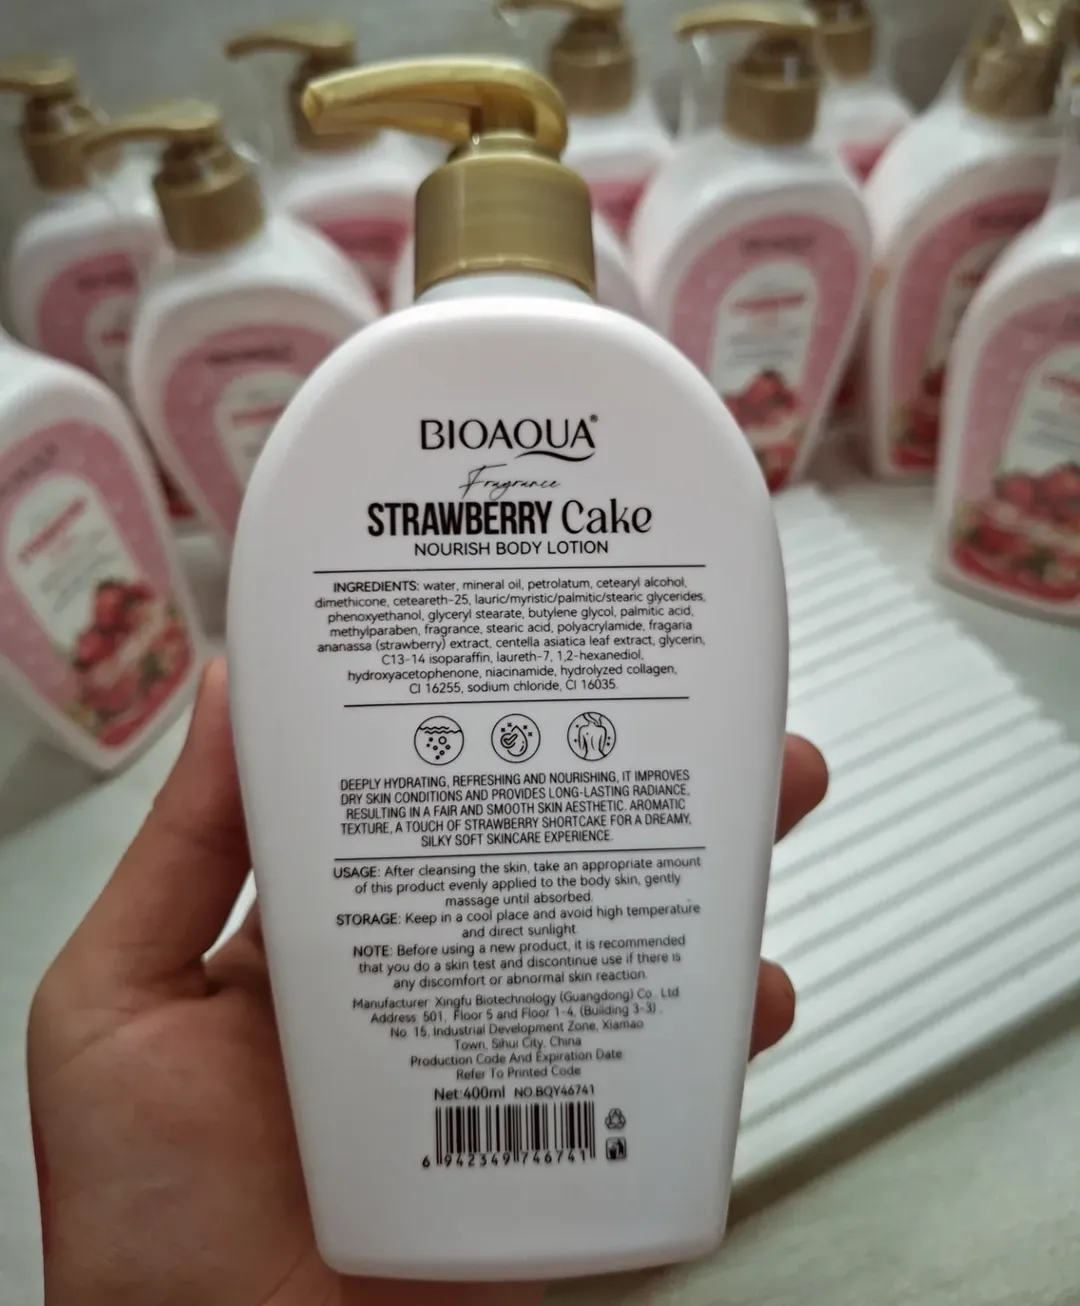 BIOAQUA®
Fragrance
STRAWBERRY Cake
NOURISH BODY LOTION
INGREDIENTS: water, mineral oil, petrolatum, cetearyl alcohol,
dimethicone, ceteareth-25, lauric/myristic/palmitic/stearic glycerides,
phenoxyethanol, glyceryl stearate, butylene glycol, palmitic acid,
methylparaben, fragrance, stearic acid, polyacrylamide, fragaria
ananassa (strawberry) extract, centella asiatica leaf extract, glycerin,
C13-14 isoparaffin, laureth-7, 1,2-hexanediol,
hydroxyacetophenone, niacinamide, hydrolyzed collagen,
CI 16255, sodium chloride, CI 16035.
DEEPLY HYDRATING, REFRESHING AND NOURISHING, IT IMPROVES
DRY SKIN CONDITIONS AND PROVIDES LONG-LASTING RADIANCE,
RESULTING IN A FAIR AND SMOOTH SKIN AESTHETIC. AROMATIC
TEXTURE, A TOUCH OF STRAWBERRY SHORTCAKE FOR A DREAMY,
SILKY SOFT SKINCARE EXPERIENCE.
USAGE: After cleansing the skin, take an appropriate amount
of this product evenly applied to the body skin, gently
massage until absorbed.
STORAGE: Keep in a cool place and avoid high temperature
and direct sunlight.
NOTE: Before using a new product, it is recommended
that you do a skin test and discontinue use if there is
any discomfort or abnormal skin reaction.
Manufacturer Xingfu Biotechnology (Guangdong) Co. Ltd
Address: 501, Floor 5 and Floor 1-4, (Building 3-3),
No. 15, Industrial Development Zone, Xiamao
Town, Sihui City, China
Production Code And Expiration Date
Refer To Printed Code
Net:400ml NO.BQY46741
6 942349 746741